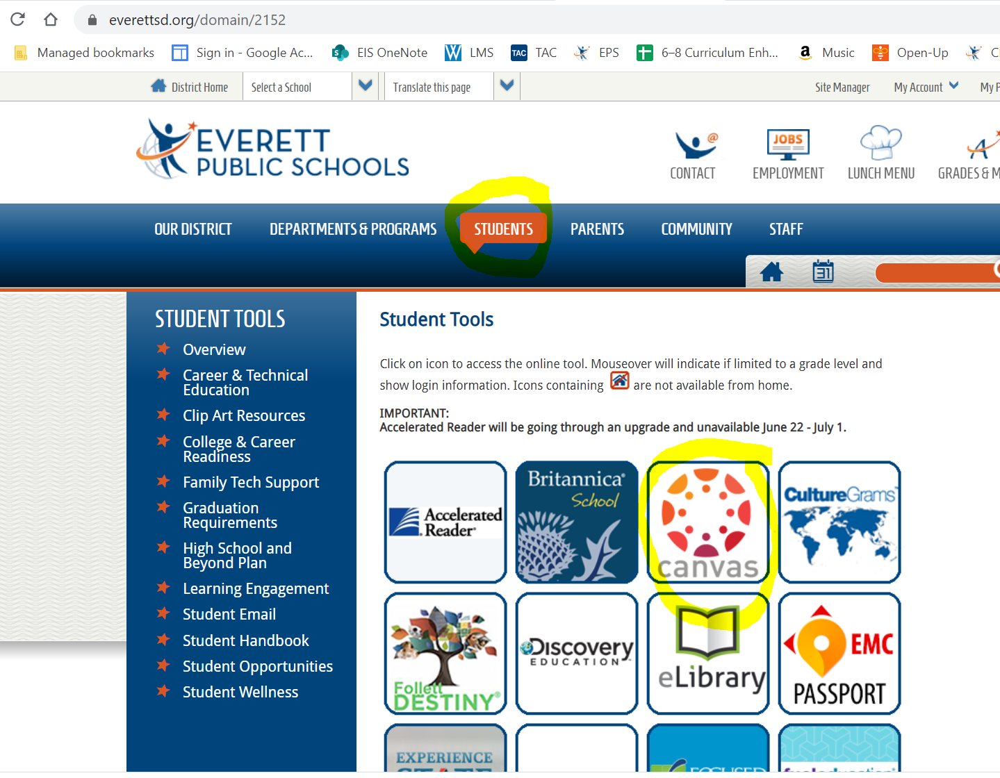 everettsd.org/domain/2152
Managed bookmarks Sign in - Google Ac... EIS OneNote LMS TAC TAC EPS 6–8 Curriculum Enh... Music Open-Up
District Home Select a School Translate this page Site Manager My Account My P
EVERETT
PUBLIC SCHOOLS
JOBS
CONTACT EMPLOYMENT LUNCH MENU GRADES & M
OUR DISTRICT DEPARTMENTS & PROGRAMS STUDENTS PARENTS COMMUNITY STAFF
31
STUDENT TOOLS
Overview
Career & Technical
Education
Clip Art Resources
College & Career
Readiness
Family Tech Support
Graduation
Requirements
High School and
Beyond Plan
Learning Engagement
Student Email
Student Handbook
Student Opportunities
Student Wellness
Student Tools
Click on icon to access the online tool. Mouseover will indicate if limited to a grade level and
show login information. Icons containing are not available from home.
IMPORTANT:
Accelerated Reader will be going through an upgrade and unavailable June 22 - July 1.
Accelerated
Reader
Britannica®
School
canvas
CultureGrams
Follett
DESTINY®
Discovery
EDUCATION
eLibrary
EMC
PASSPORT
EXPERIENCE